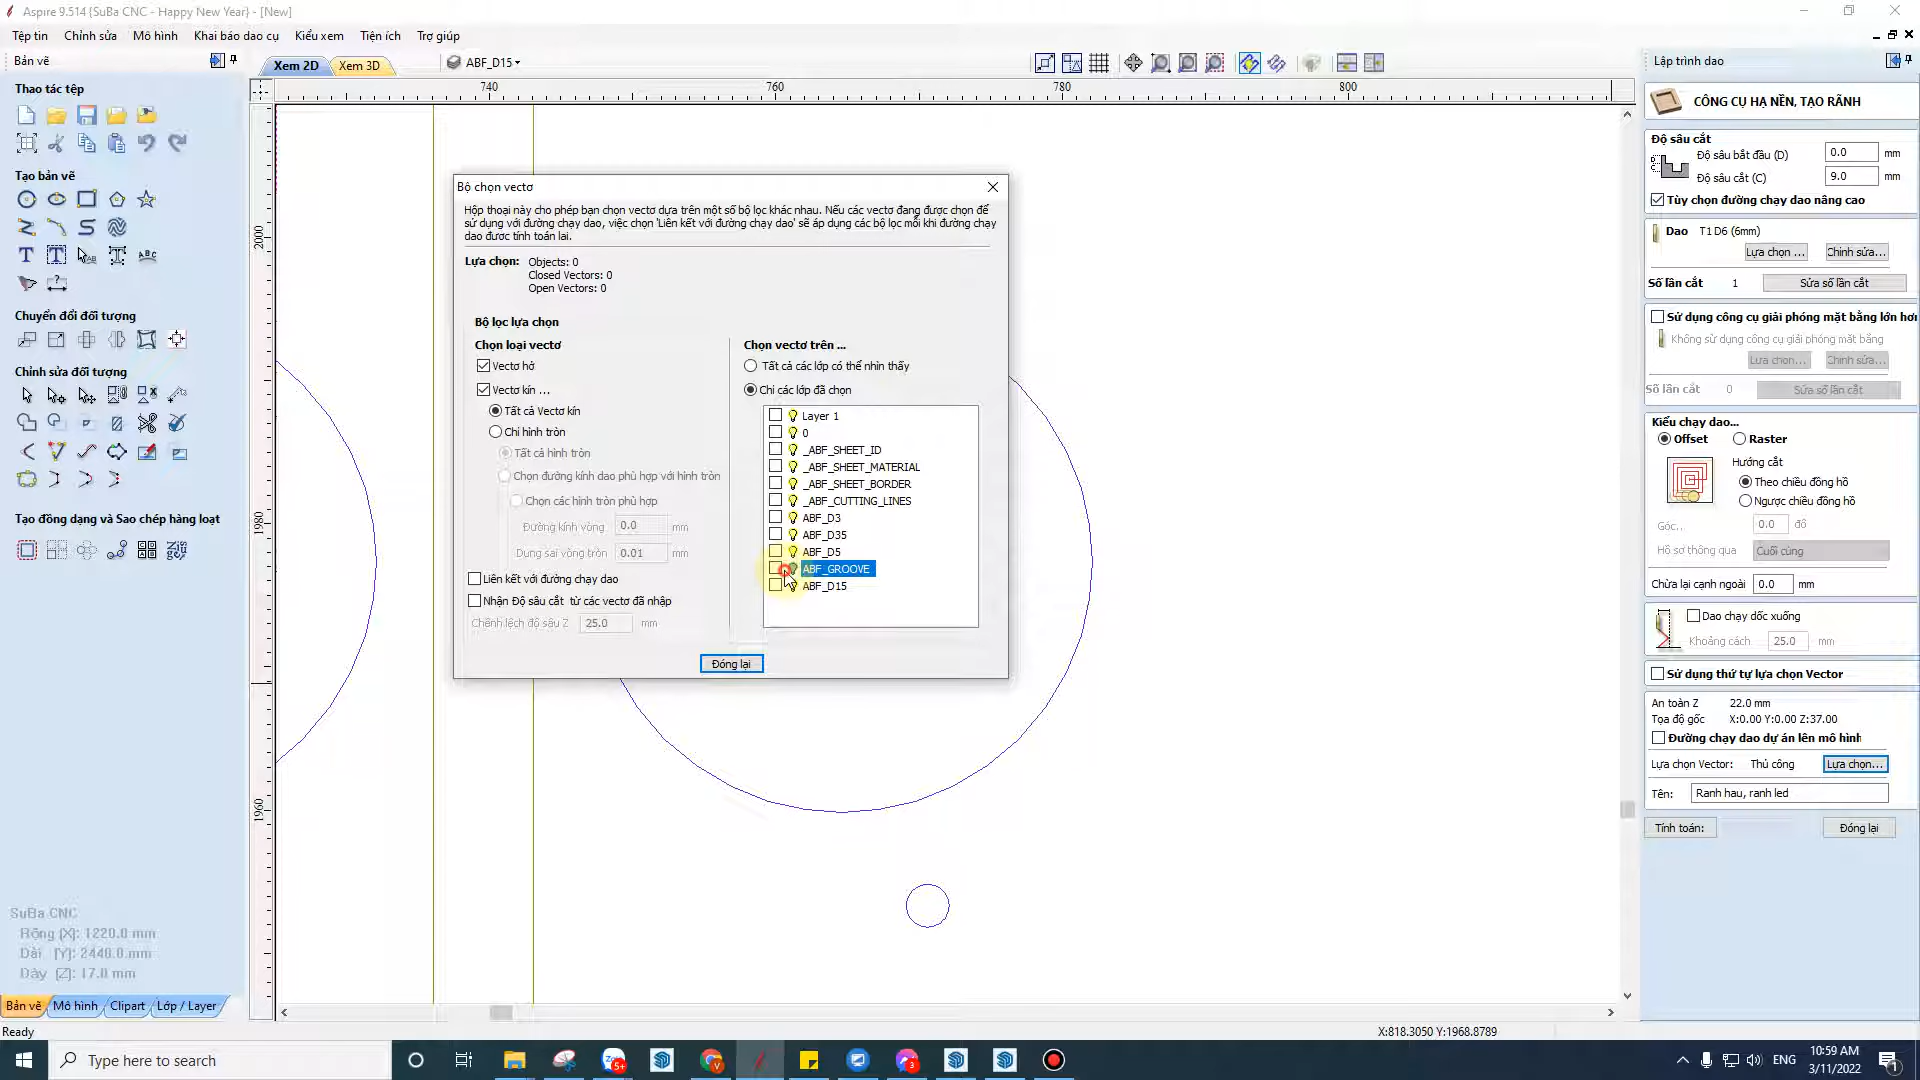 Aspire 9.514 {SuBa CNC - Happy New Year} - [New]
Tệp tin Chỉnh sửa Mô hình Khai báo dao cụ Kiểu xem Tiện ích Trợ giúp
Bản vẽ
Xem 2D
Xem 3D
ABF_D15
740
760
780
800
2000
1980
1960
Thao tác tệp
Tạo bản vẽ
Chuyển đổi đối tượng
Chỉnh sửa đối tượng
Tạo đồng dạng và Sao chép hàng loạt
SuBa CNC
Rộng [X]: 1220.0mm
Dài [Y]: 2440.0mm
Dày [Z]: 17.0 mm
Bản vẽ Mô hình Clipart Lớp / Layer
Ready
X:818.3050 Y:1968.8789
Bộ chọn vectơ
Hộp thoại này cho phép bạn chọn vectơ dựa trên một số bộ lọc khác nhau. Nếu các vectơ đang được chọn để
sử dụng với đường chạy dao, việc chọn 'Liên kết với đường chạy dao' sẽ áp dụng các bộ lọc mỗi khi đường chạy
dao được tính toán lại.
Lựa chọn: Objects: 0
Closed Vectors: 0
Open Vectors: 0
Bộ lọc lựa chọn
Chọn loại vectơ
Vectơ hở
Vectơ kín ...
Tất cả Vectơ kín
Chỉ hình tròn
Tất cả hình tròn
Chọn đường kính dao phù hợp với hình tròn
Chọn các hình tròn phù hợp
Đường kính vòng 0.0 mm
Dung sai vòng tròn 0.01 mm
Liên kết với đường chạy dao
Nhận Độ sâu cắt từ các vectơ đã nhập
Chênh lệch độ sâu Z 25.0 mm
Chọn vectơ trên ...
Tất cả các lớp có thể nhìn thấy
Chỉ các lớp đã chọn
Layer 1
0
_ABF_SHEET_ID
_ABF_SHEET_MATERIAL
_ABF_SHEET_BORDER
_ABF_CUTTING_LINES
ABF_D3
ABF_D35
ABF_D5
ABF_GROOVE
ABF_D15
Đóng lại
Lập trình dao
CÔNG CỤ HẠ NỀN, TẠO RÃNH
Độ sâu cắt
Độ sâu bắt đầu (D) 0.0 mm
Độ sâu cắt (C) 9.0 mm
Tùy chọn đường chạy dao nâng cao
Dao T1 D6 (6mm)
Lựa chọn ... Chỉnh sửa...
Số lần cắt 1 Sửa số lần cắt
Sử dụng công cụ giải phóng mặt bằng lớn hơn
Không sử dụng công cụ giải phóng mặt bằng
Lựa chọn... Chỉnh sửa...
Số lần cắt 0 Sửa số lần cắt
Kiểu chạy dao...
Offset Raster
Hướng cắt
Theo chiều đồng hồ
Ngược chiều đồng hồ
Góc... 0.0 độ
Hồ sơ thông qua Cuối cùng
Chừa lại cạnh ngoài 0.0 mm
Dao chạy dốc xuống
Khoảng cách 25.0 mm
Sử dụng thứ tự lựa chọn Vector
An toàn Z 22.0 mm
Tọa độ gốc X:0.00 Y:0.00 Z:37.00
Đường chạy dao dự án lên mô hình
Lựa chọn Vector: Thủ công Lựa chọn...
Tên: Ranh hau, ranh led
Tính toán: Đóng lại
Type here to search
ENG
10:59 AM
3/11/2022